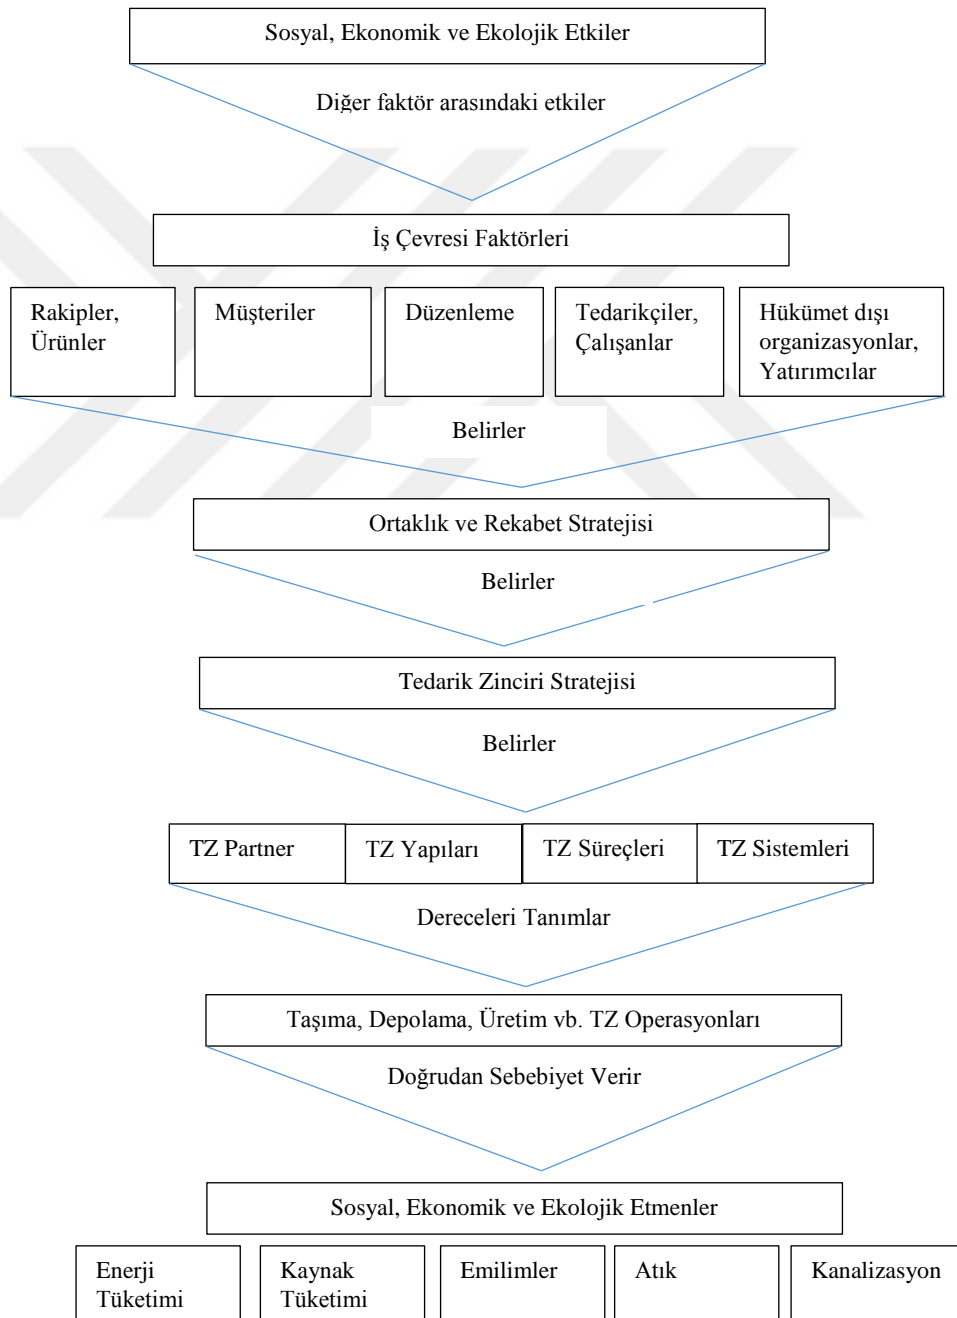 Sosyal, Ekonomik ve Ekolojik Etkiler
Diğer faktör arasındaki etkiler
İş Çevresi Faktörleri
Rakipler,
Ürünler
Müşteriler
Düzenleme
Tedarikçiler,
Çalışanlar
Hükümet dışı
organizasyonlar,
Yatırımcılar
Belirler
Ortaklık ve Rekabet Stratejisi
Belirler
Tedarik Zinciri Stratejisi
Belirler
TZ Partner
TZ Yapıları
TZ Süreçleri
TZ Sistemleri
Dereceleri Tanımlar
Taşıma, Depolama, Üretim vb. TZ Operasyonları
Doğrudan Sebebiyet Verir
Sosyal, Ekonomik ve Ekolojik Etmenler
Enerji
Tüketimi
Kaynak
Tüketimi
Emilimler
Atık
Kanalizasyon